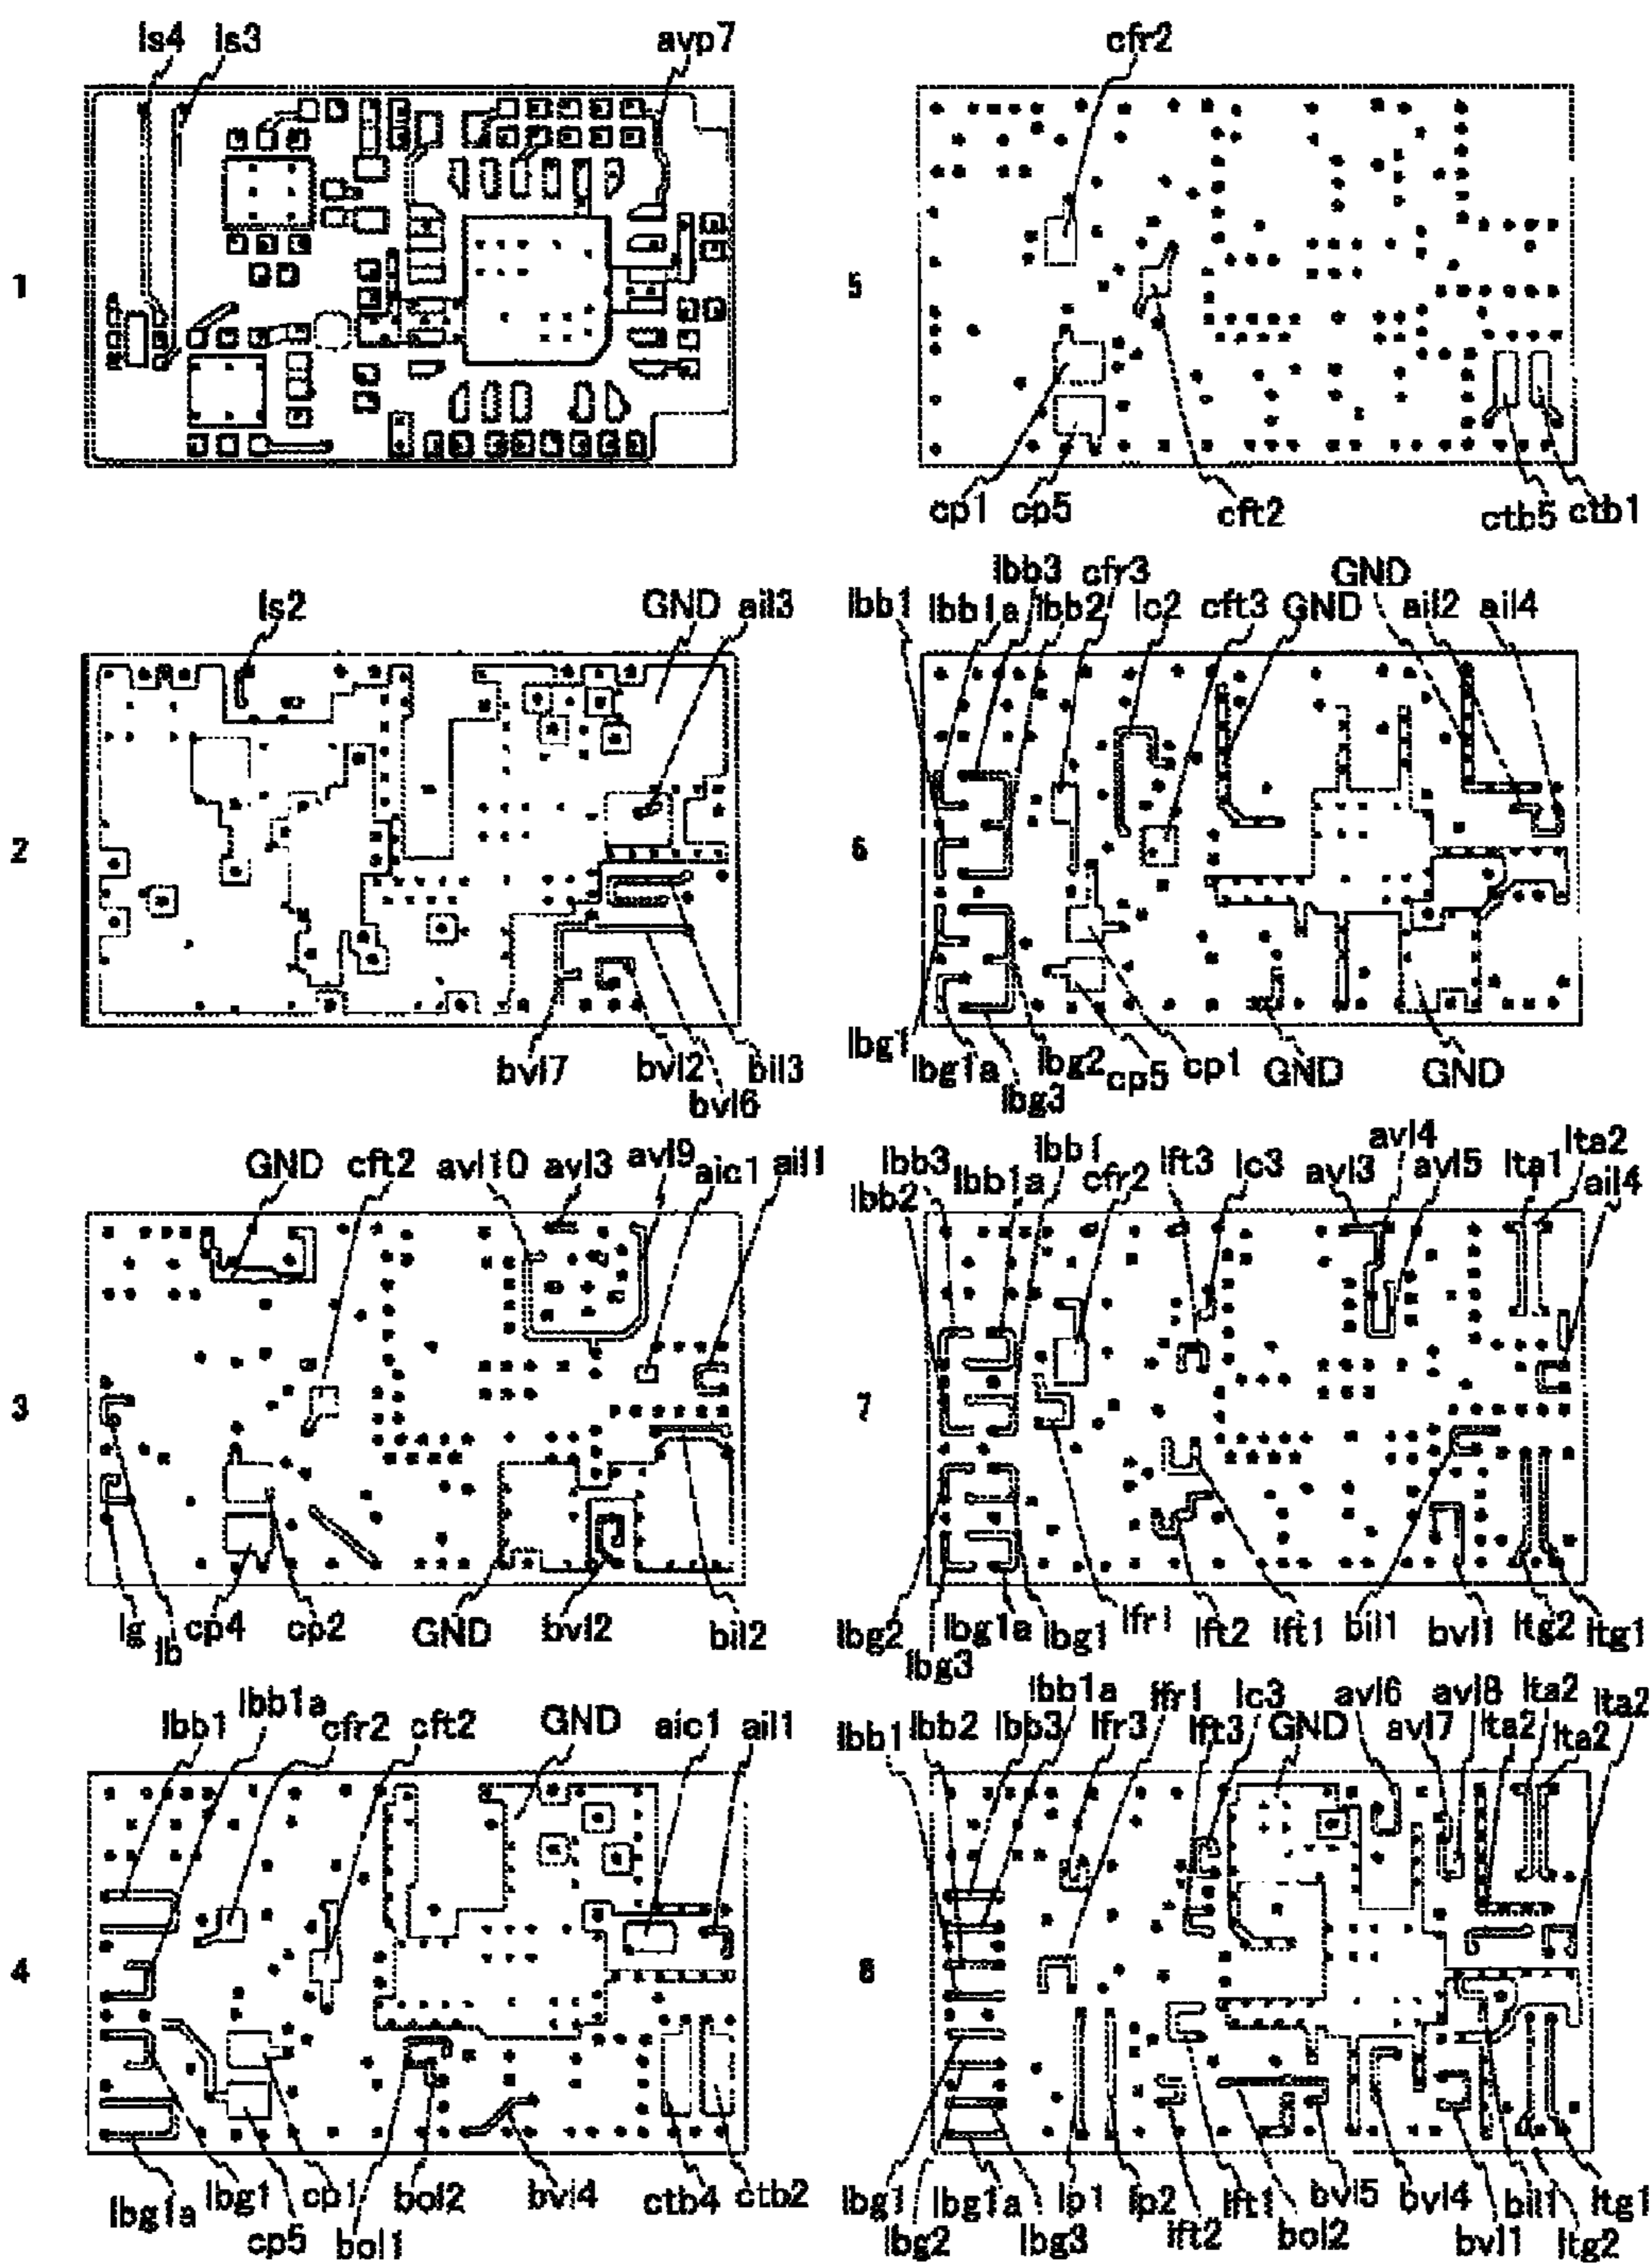 ls4 ls3 avp7
1
cfr2
5
cp1 cp5 cft2 ctb5 ctb1
ls2 GND ail3
2
bvl7 bvl2 bil3
bvl6
lbb3 cfr3 GND
lbb1 lbb1a lbb2 lc2 cft3 GND ail2 ail4
6
lbg1 lbg1a lbg2 cp5 cp1 GND GND
lbg3
GND cft2 avl10 avl3 avl9 aic1 ail1
3
lg lb cp4 cp2 GND bvl2 bil2
lbb3 lbb1 avl4 lta2
lbb2 lbb1a cfr2 lft3 lc3 avl3 avl5 lta1 ail4
7
lbg2 lbg1a lbg1 lfr1 lft2 lft1 bil1 bvl1 ltg2 ltg1
lbg3
lbb1 lbb1a cfr2 cft2 GND aic1 ail1
4
lbg1a lbg1 cp1 bol2 bvl4 ctb4 ctb2
cp5 bol1
lbb1a lfr1 lc3 avl6 avl8 lta2 lta2
lbb1 lbb2 lbb3 lfr3 lft3 GND avl7 lta2 lta2
8
lbg1 lbg1a lp1 lp2 lft1 bvl5 bvl4 bil1 ltg1
lbg2 lbg3 lft2 bol2 bvl1 ltg2